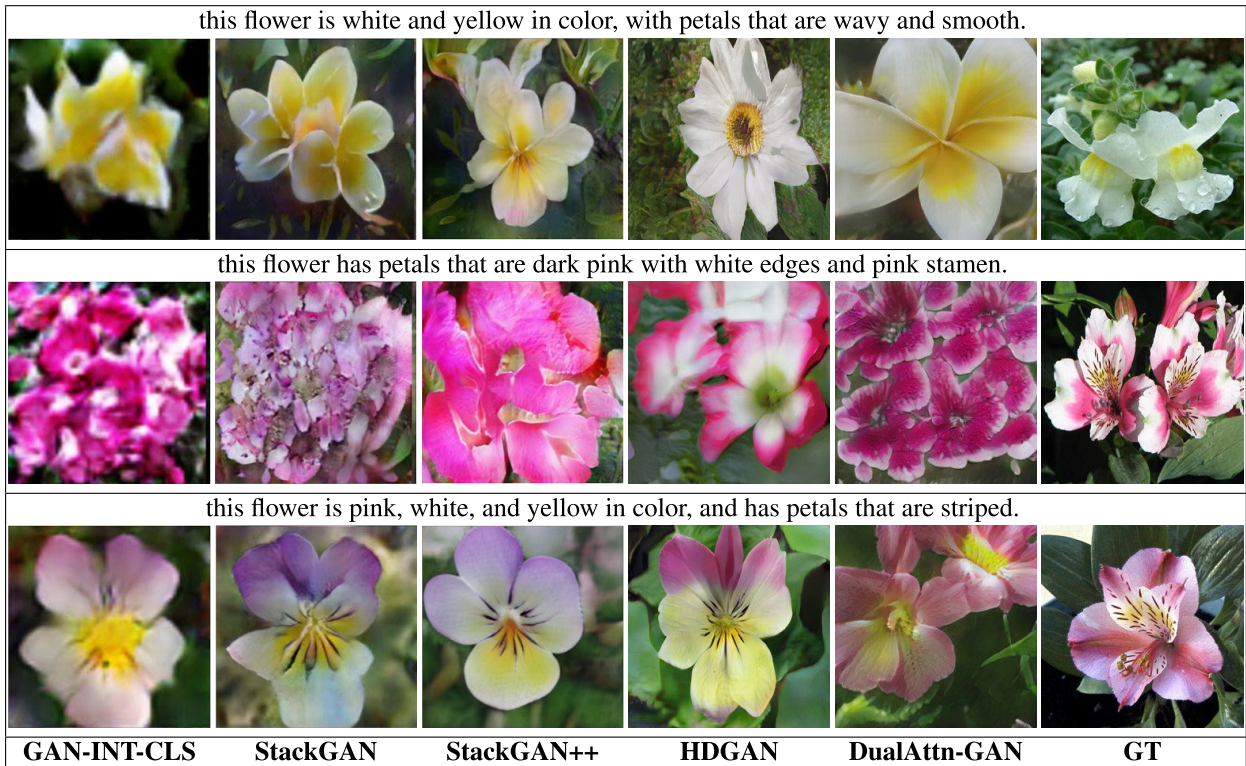 this flower is white and yellow in color, with petals that are wavy and smooth.
this flower has petals that are dark pink with white edges and pink stamen.
this flower is pink, white, and yellow in color, and has petals that are striped.
GAN-INT-CLS StackGAN StackGAN++ HDGAN DualAttn-GAN GT